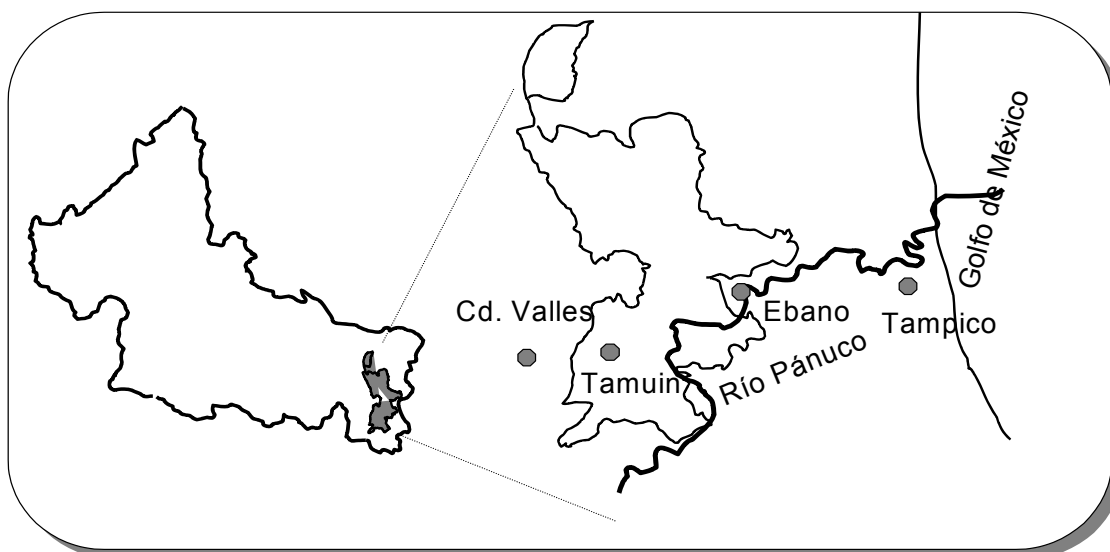 Cd. Valles
Tamuin
Ebano
Río Pánuco
Tampico
Golfo de México